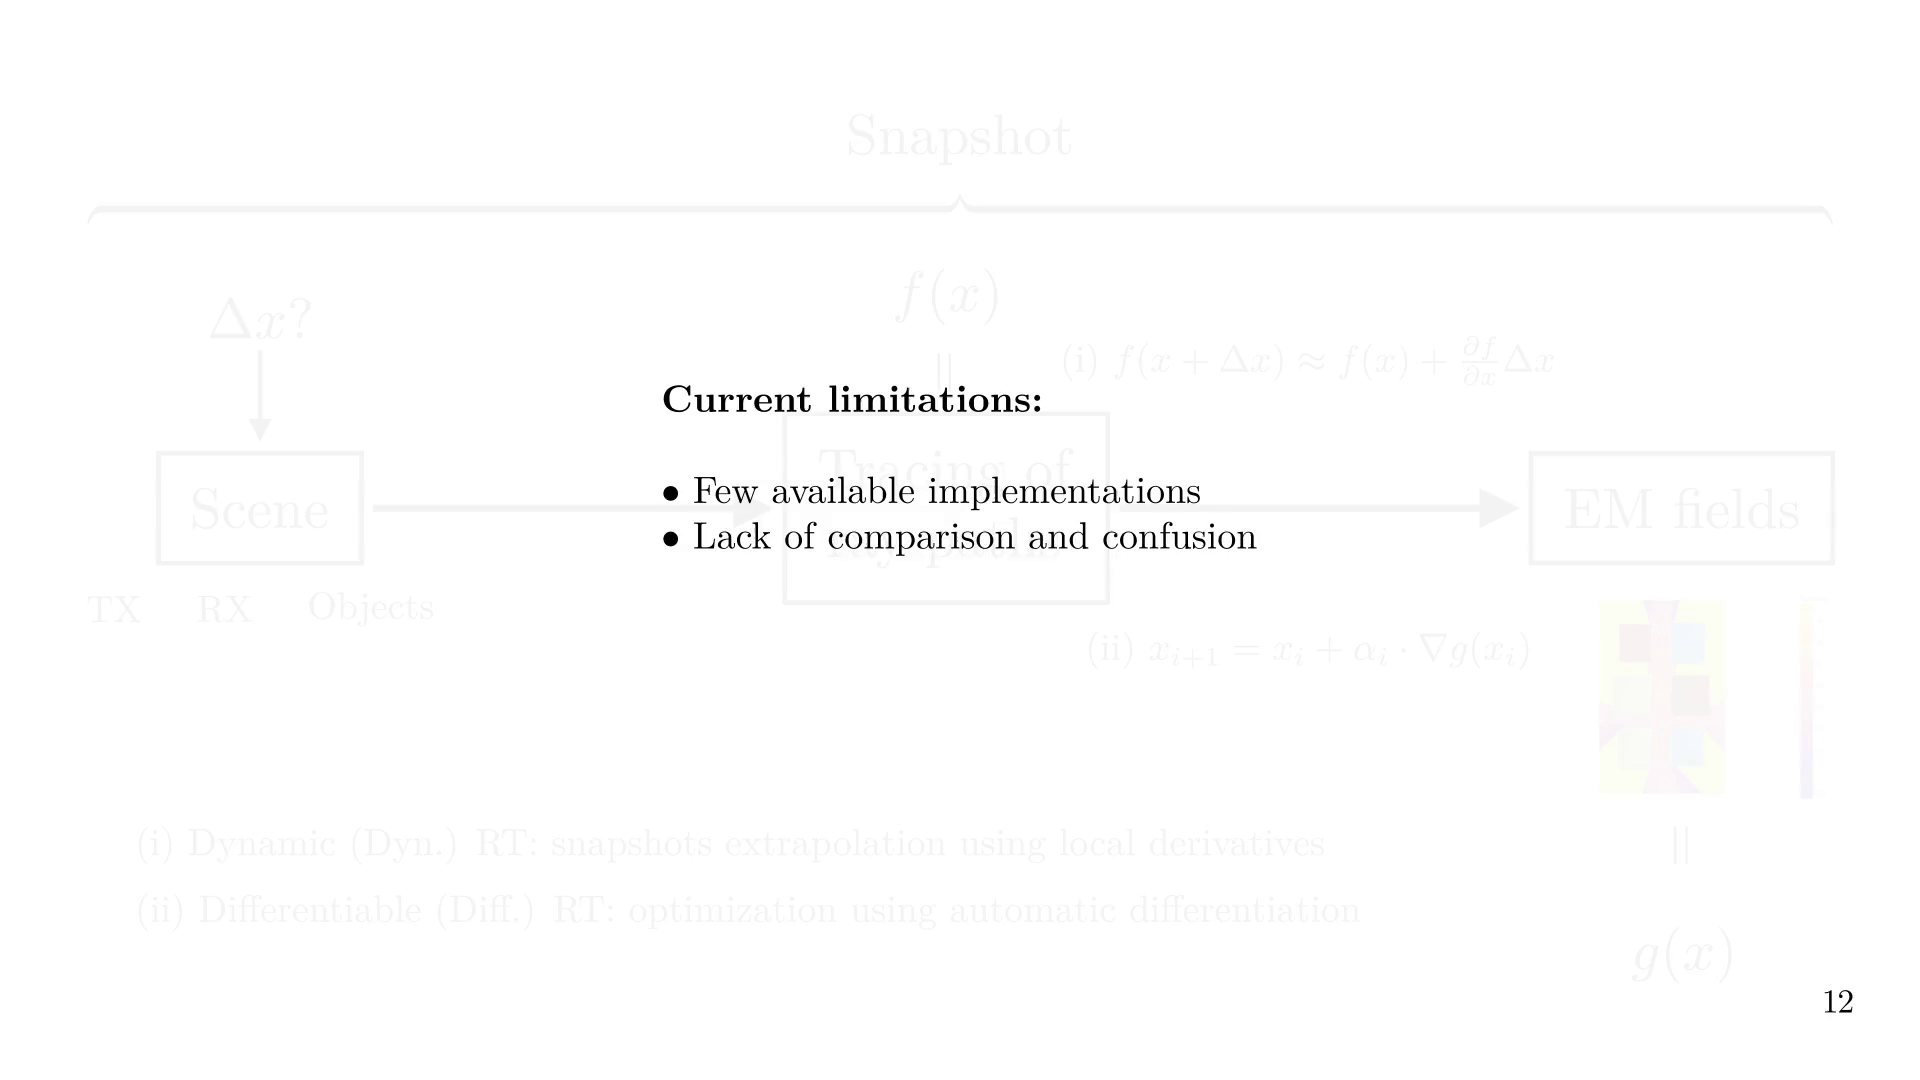 Snapshot
f(x)
Δx?
||
(i) f(x + Δx) ≈ f(x) + ∂f/∂x Δx
Current limitations:
Tracing of
• Few available implementations
Scene
EM fields
• Lack of comparison and confusion
TX RX Objects
(ii) x_{i+1} = x_i + α_i · ∇g(x_i)
(i) Dynamic (Dyn.) RT: snapshots extrapolation using local derivatives
||
(ii) Differentiable (Diff.) RT: optimization using automatic differentiation
g(x)
12